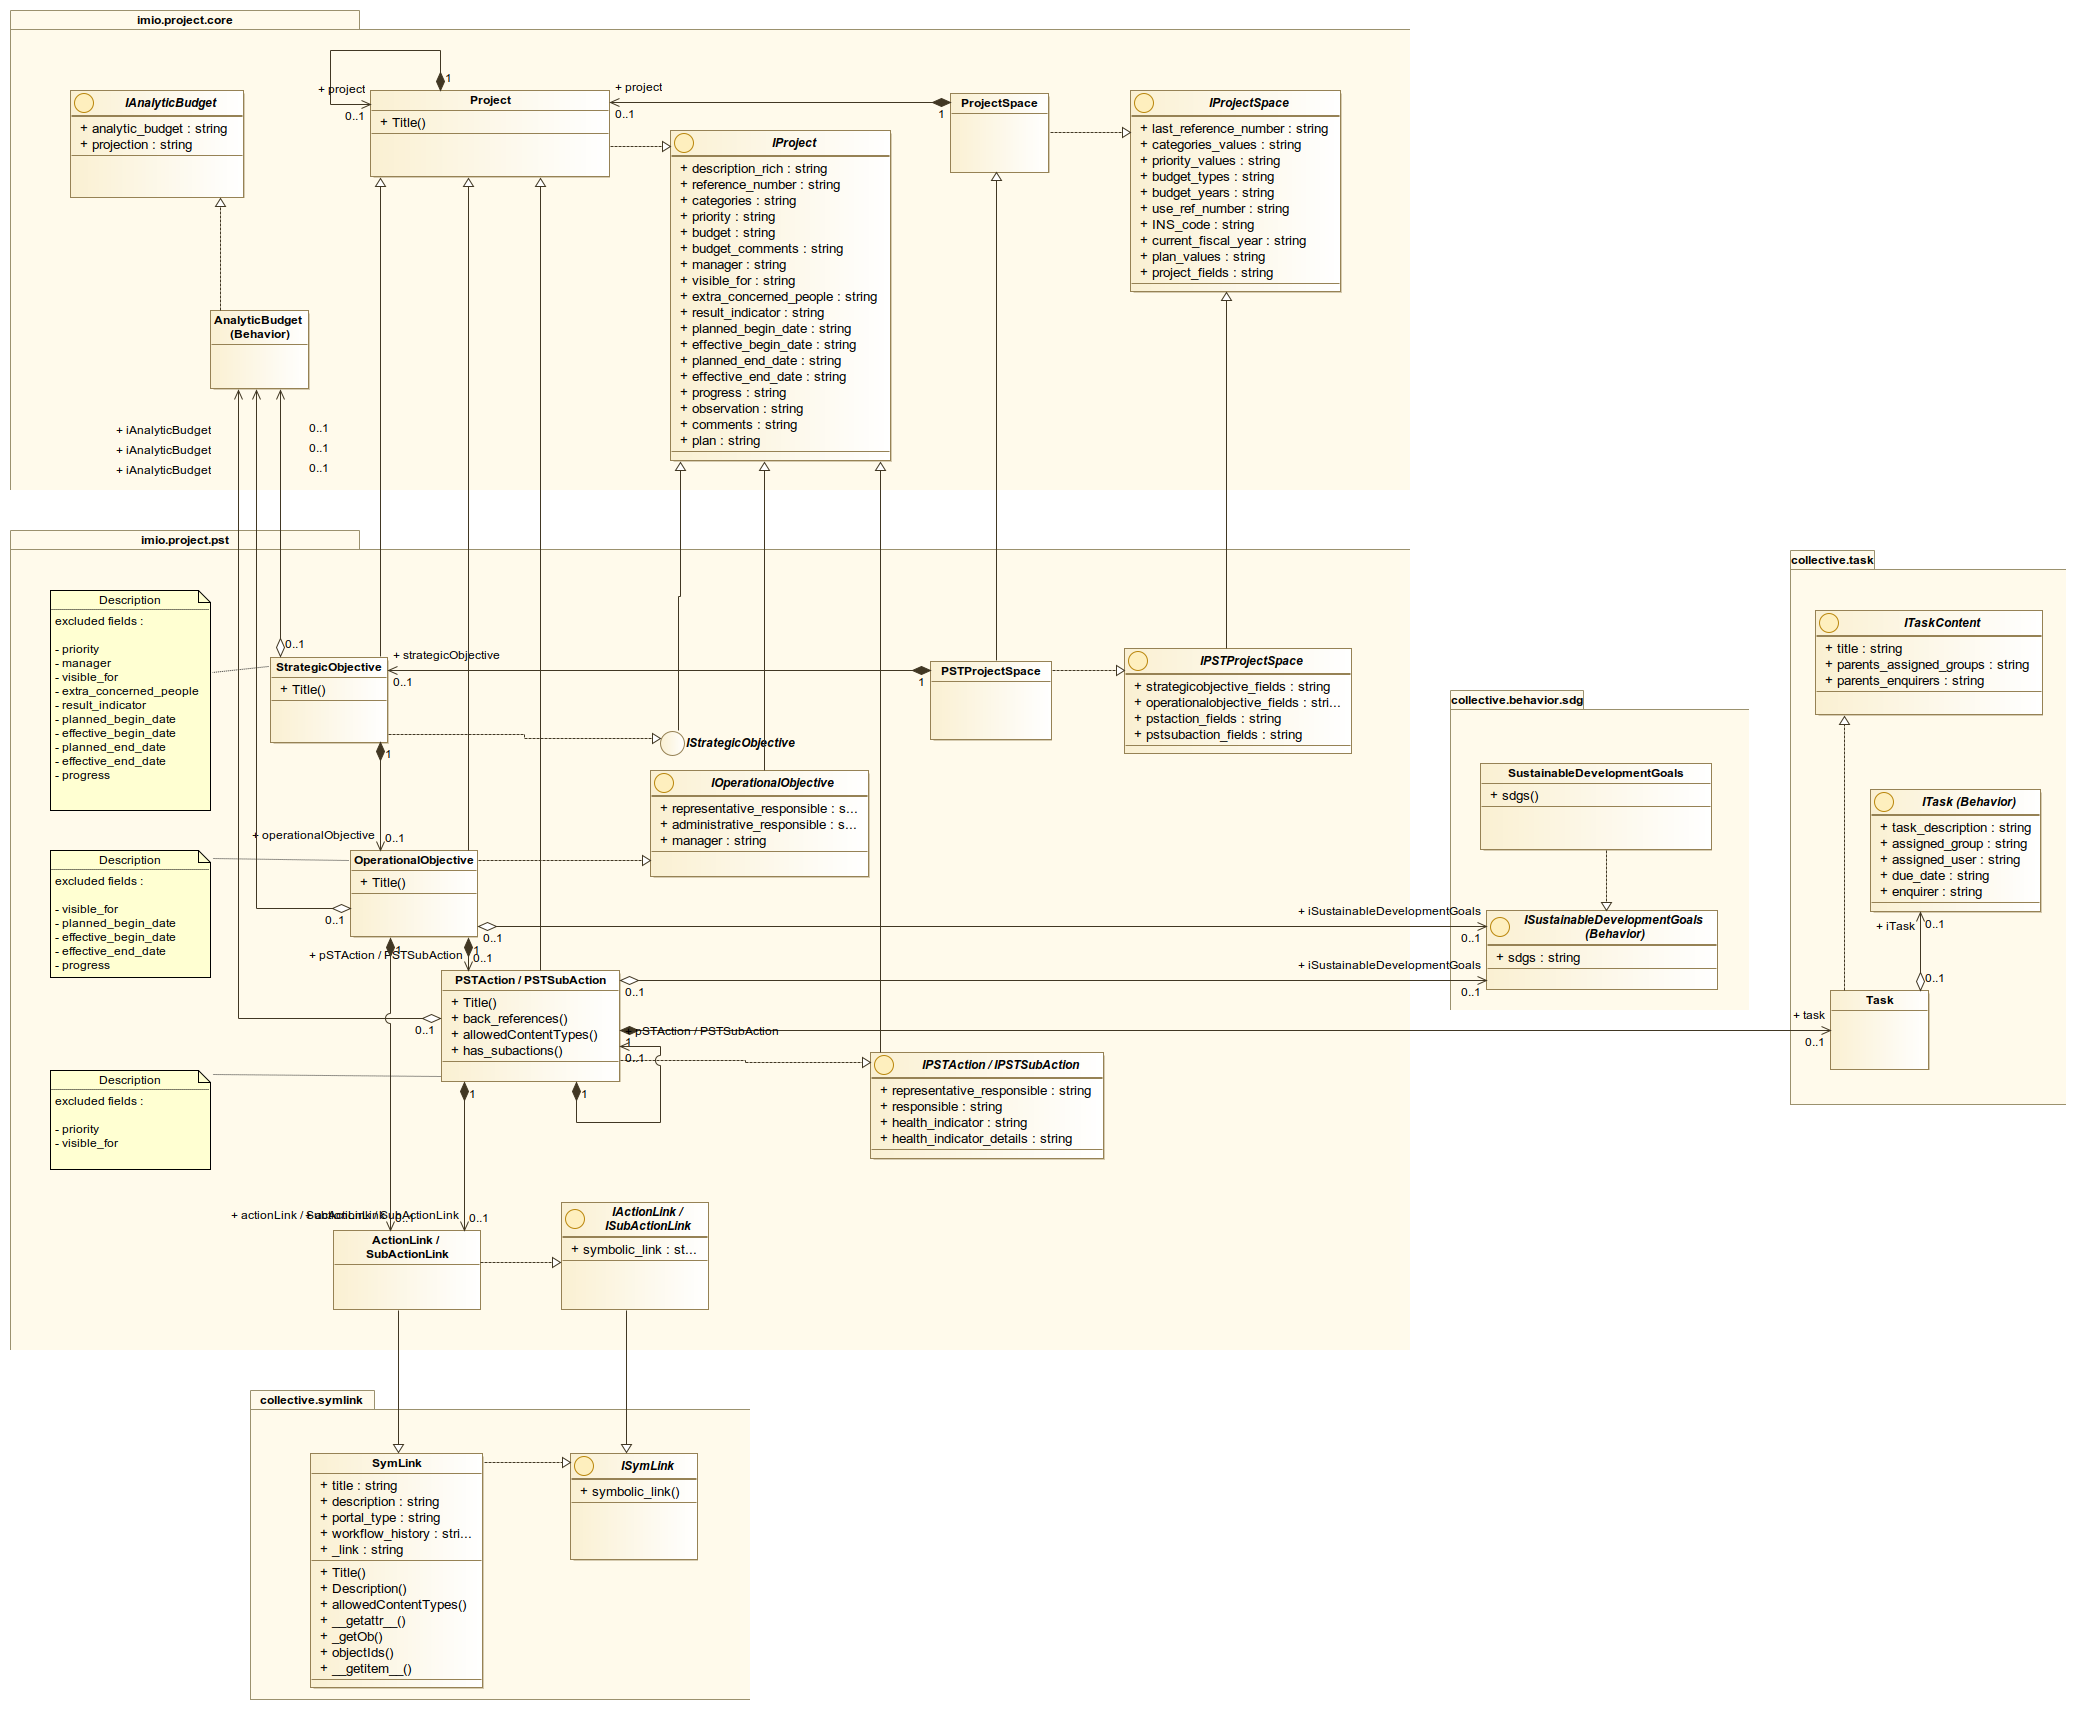 imio.project.core
IAnalyticBudget
+ analytic_budget : string
+ projection : string
+ project
0..1
1
Project
+ Title()
+ project
0..1
1
ProjectSpace
IProjectSpace
+ last_reference_number : string
+ categories_values : string
+ priority_values : string
+ budget_types : string
+ budget_years : string
+ use_ref_number : string
+ INS_code : string
+ current_fiscal_year : string
+ plan_values : string
+ project_fields : string
IProject
+ description_rich : string
+ reference_number : string
+ categories : string
+ priority : string
+ budget : string
+ budget_comments : string
+ manager : string
+ visible_for : string
+ extra_concerned_people : string
+ result_indicator : string
+ planned_begin_date : string
+ effective_begin_date : string
+ planned_end_date : string
+ effective_end_date : string
+ progress : string
+ observation : string
+ comments : string
+ plan : string
AnalyticBudget
(Behavior)
+ iAnalyticBudget
0..1
+ iAnalyticBudget
0..1
+ iAnalyticBudget
0..1
imio.project.pst
Description
excluded fields :
- priority
- manager
- visible_for
- extra_concerned_people
- result_indicator
- planned_begin_date
- effective_begin_date
- planned_end_date
- effective_end_date
- progress
0..1
StrategicObjective
+ Title()
+ strategicObjective
0..1
1
1
PSTProjectSpace
IPSTProjectSpace
+ strategicobjective_fields : string
+ operationalobjective_fields : stri...
+ pstaction_fields : string
+ pstsubaction_fields : string
IStrategicObjective
IOperationalObjective
+ representative_responsible : s...
+ administrative_responsible : s...
+ manager : string
+ operationalObjective
0..1
Description
excluded fields :
- visible_for
- planned_begin_date
- effective_begin_date
- effective_end_date
- progress
OperationalObjective
+ Title()
0..1
0..1
1
1
+ pSTAction / PSTSubAction
0..1
PSTAction / PSTSubAction
+ Title()
+ back_references()
+ allowedContentTypes()
+ has_subactions()
0..1
0..1
+ pSTAction / PSTSubAction
1
0..1
1
1
Description
excluded fields :
- priority
- visible_for
IPSTAction / IPSTSubAction
+ representative_responsible : string
+ responsible : string
+ health_indicator : string
+ health_indicator_details : string
+ actionLink / SubActionLink
+ actionLink / SubActionLink
0..1
0..1
ActionLink /
SubActionLink
IActionLink /
ISubActionLink
+ symbolic_link : st...
collective.symlink
SymLink
+ title : string
+ description : string
+ portal_type : string
+ workflow_history : stri...
+ _link : string
+ Title()
+ Description()
+ allowedContentTypes()
+ __getattr__()
+ _getOb()
+ objectIds()
+ __getitem__()
ISymLink
+ symbolic_link()
collective.behavior.sdg
SustainableDevelopmentGoals
+ sdgs()
+ iSustainableDevelopmentGoals
0..1
+ iSustainableDevelopmentGoals
0..1
ISustainableDevelopmentGoals
(Behavior)
+ sdgs : string
collective.task
ITaskContent
+ title : string
+ parents_assigned_groups : string
+ parents_enquirers : string
ITask (Behavior)
+ task_description : string
+ assigned_group : string
+ assigned_user : string
+ due_date : string
+ enquirer : string
+ iTask
0..1
0..1
Task
+ task
0..1